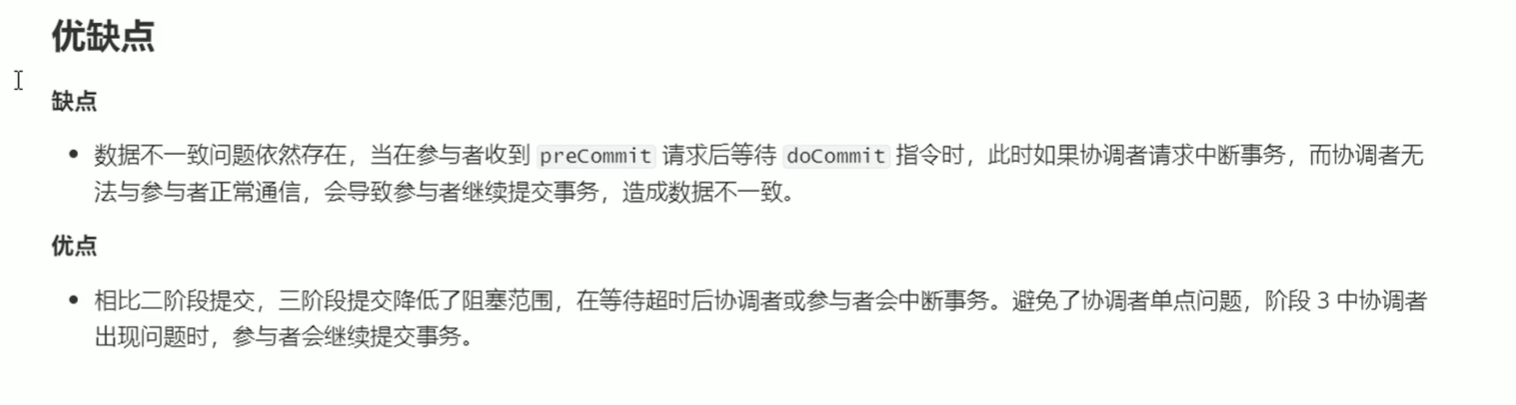 优缺点
缺点
数据不一致问题依然存在，当在参与者收到 preCommit 请求后等待 doCommit 指令时，此时如果协调者请求中断事务，而协调者无
法与参与者正常通信，会导致参与者继续提交事务，造成数据不一致。
优点
相比二阶段提交，三阶段提交降低了阻塞范围，在等待超时后协调者或参与者会中断事务。避免了协调者单点问题，阶段 3 中协调者
出现问题时，参与者会继续提交事务。